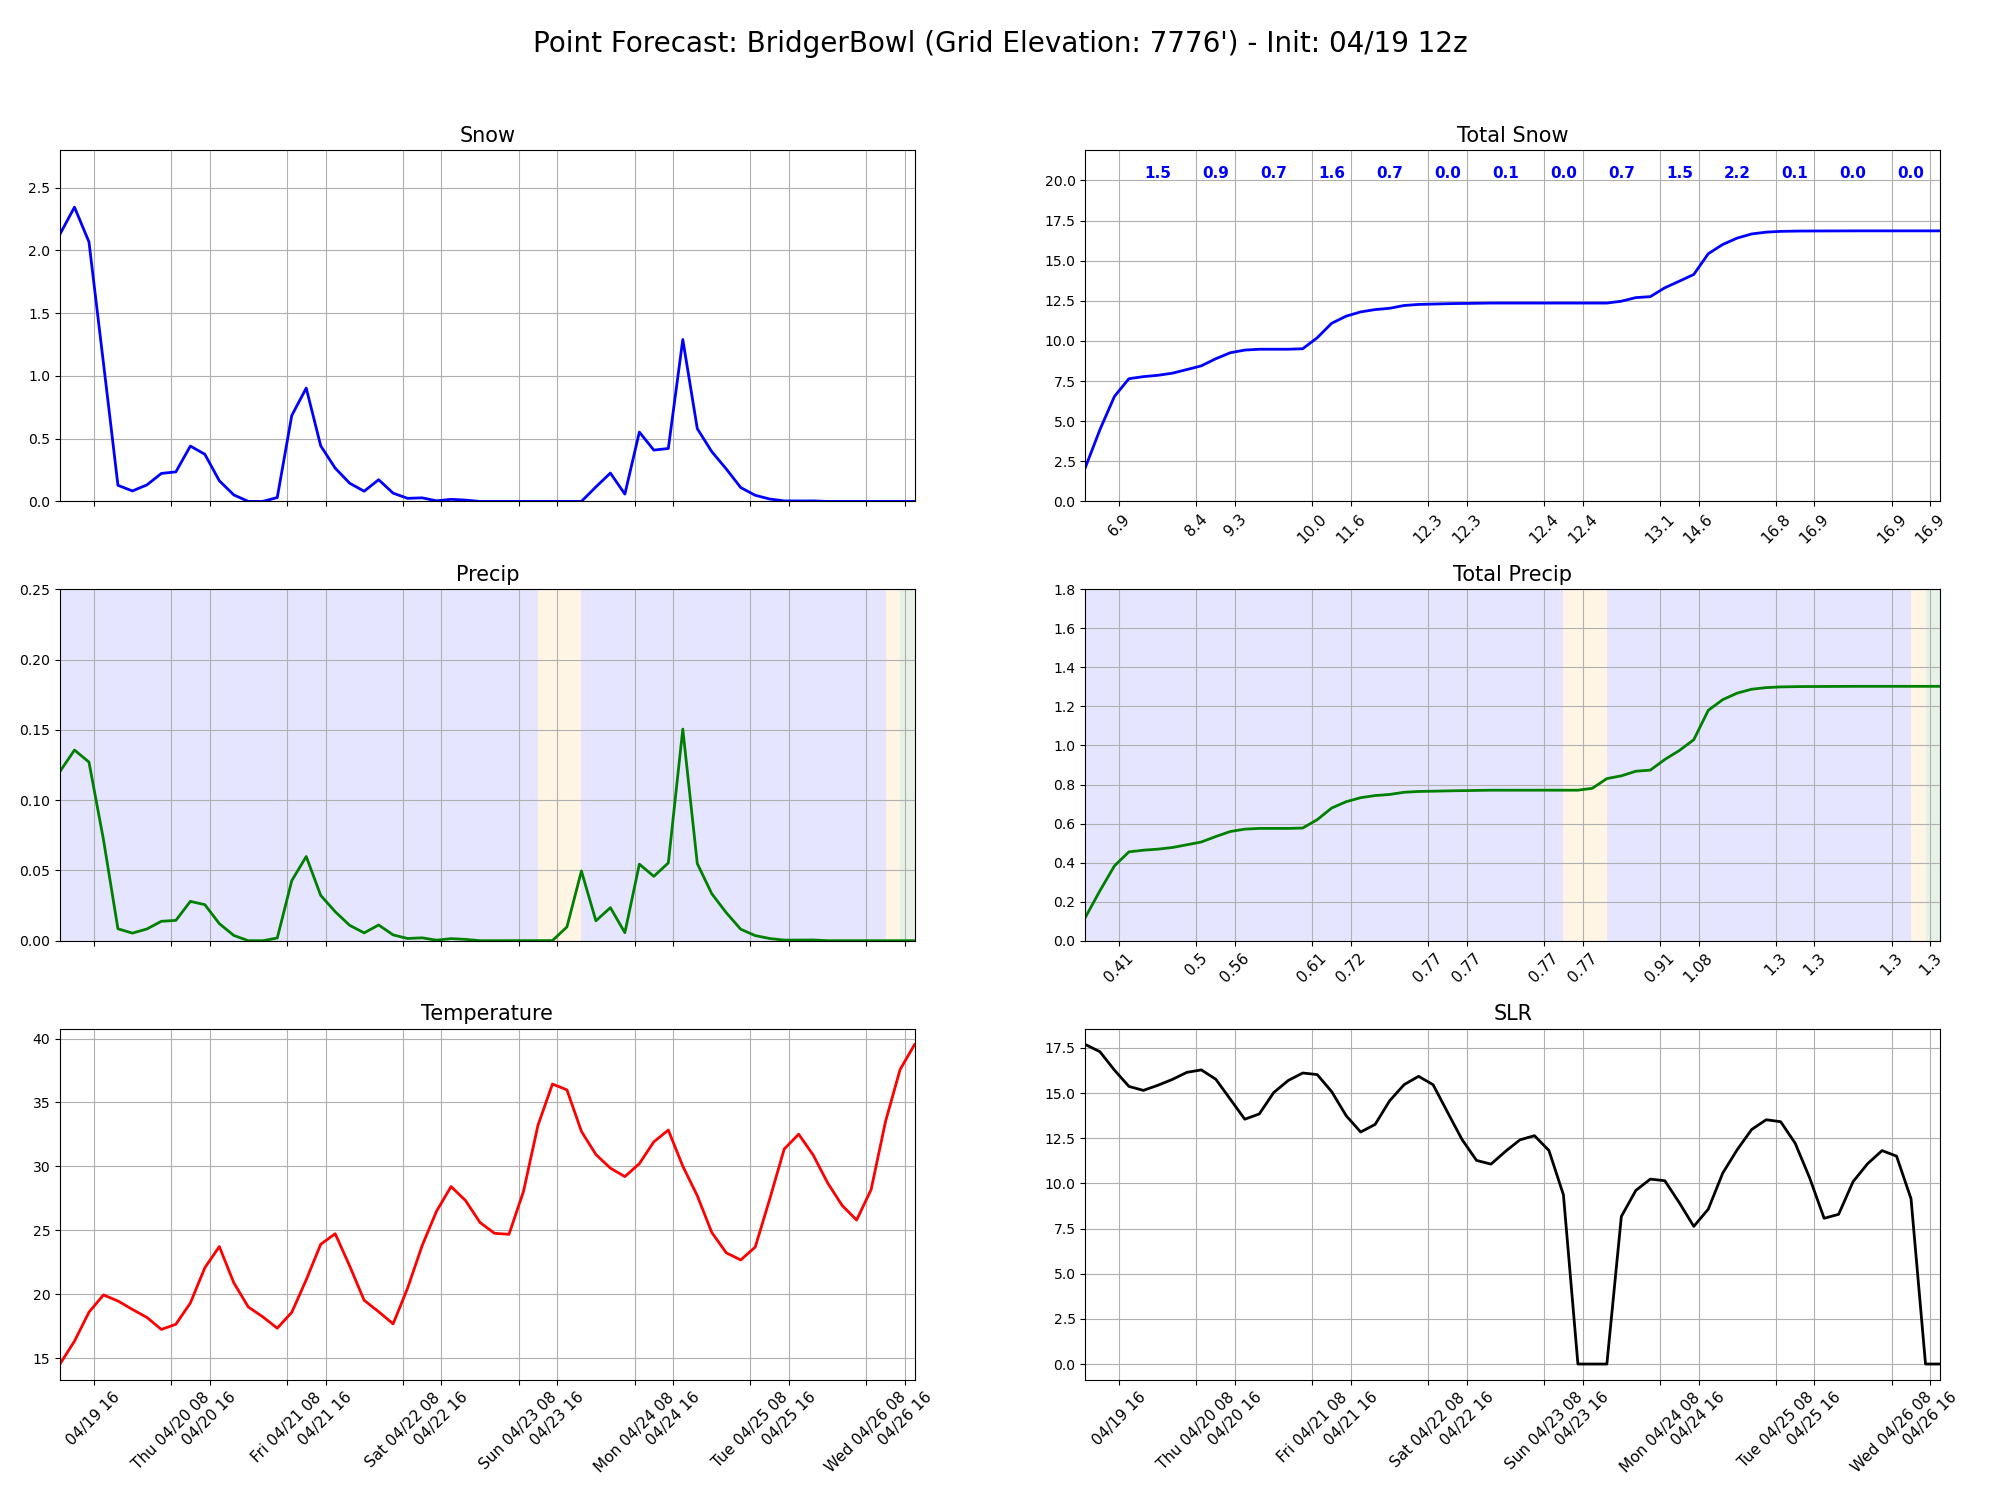 Point Forecast: BridgerBowl (Grid Elevation: 7776') - Init: 04/19 12z
Snow
2.5
2.0
1.5
1.0
0.5
0.0
Total Snow
1.5 0.9 0.7 1.6 0.7 0.0 0.1 0.0 0.7 1.5 2.2 0.1 0.0 0.0
20.0
17.5
15.0
12.5
10.0
7.5
5.0
2.5
0.0
6.9 8.4 9.3 10.0 11.6 12.3 12.3 12.4 12.4 13.1 14.6 16.8 16.9 16.9 16.9
Precip
0.25
0.20
0.15
0.10
0.05
0.00
Total Precip
1.8
1.6
1.4
1.2
1.0
0.8
0.6
0.4
0.2
0.0
0.41 0.5 0.56 0.61 0.72 0.77 0.77 0.77 0.77 0.91 1.08 1.3 1.3 1.3 1.3
Temperature
40
35
30
25
20
15
04/19 16
Thu 04/20 08
04/20 16
Fri 04/21 08
04/21 16
Sat 04/22 08
04/22 16
Sun 04/23 08
04/23 16
Mon 04/24 08
04/24 16
Tue 04/25 08
04/25 16
Wed 04/26 08
04/26 16
SLR
17.5
15.0
12.5
10.0
7.5
5.0
2.5
0.0
04/19 16
Thu 04/20 08
04/20 16
Fri 04/21 08
04/21 16
Sat 04/22 08
04/22 16
Sun 04/23 08
04/23 16
Mon 04/24 08
04/24 16
Tue 04/25 08
04/25 16
Wed 04/26 08
04/26 16